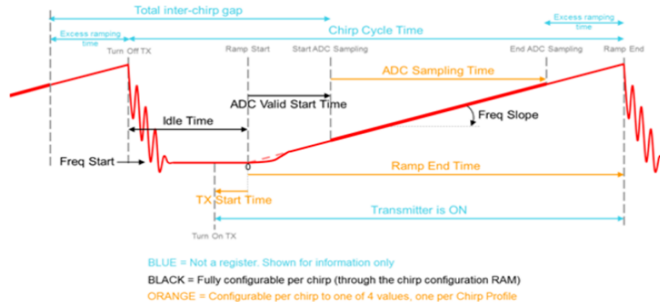 Total inter-chirp gap
Excess ramping
time
Chirp Cycle Time
Excess ramping
time
Turn Off TX
Ramp Start
Start ADC Sampling
End ADC Sampling
Ramp End
ADC Sampling Time
ADC Valid Start Time
Idle Time
Freq Slope
Freq Start
0
Ramp End Time
TX Start Time
Transmitter is ON
Turn On TX
BLUE = Not a register. Shown for information only
BLACK = Fully configurable per chirp (through the chirp configuration RAM)
ORANGE = Configurable per chirp to one of 4 values, one per Chirp Profile